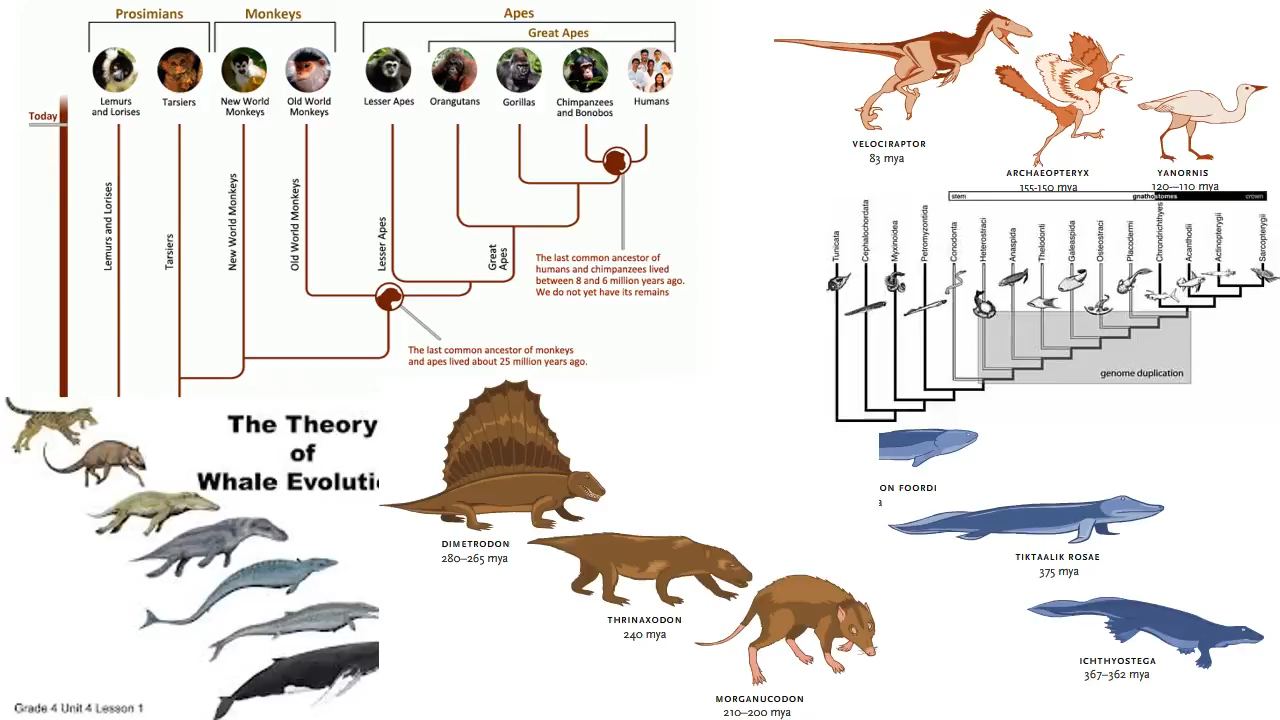 Prosimians
Monkeys
Apes
Great Apes
Lemurs
and Lorises
Tarsiers
New World
Monkeys
Old World
Monkeys
Lesser Apes
Orangutans
Gorillas
Chimpanzees
and Bonobos
Humans
Today
Lemurs and Lorises
Tarsiers
New World Monkeys
Old World Monkeys
Lesser Apes
Great
Apes
The last common ancestor of
humans and chimpanzees lived
between 8 and 6 million years ago.
We do not yet have its remains
The last common ancestor of monkeys
and apes lived about 25 million years ago.
VELOCIRAPTOR
83 mya
ARCHAEOPTERYX
155-150 mya
YANORNIS
120—110 mya
stem
gnathostomes
crown
Tunicata
Cephalochordata
Myxinoidea
Petromyzontida
Conodonta
Heterostraci
Anaspida
Thelodonti
Galeaspida
Osteostraci
Placodermi
Chrondrichthyes
Acanthodii
Actinopterygii
Sarcopterygii
genome duplication
The Theory
of
Whale Evoluti
Grade 4 Unit 4 Lesson 1
DIMETRODON
280–265 mya
THRINAXODON
240 mya
MORGANUCODON
210–200 mya
ON FOORDI
a
TIKTAALIK ROSAE
375 mya
ICHTHYOSTEGA
367–362 mya